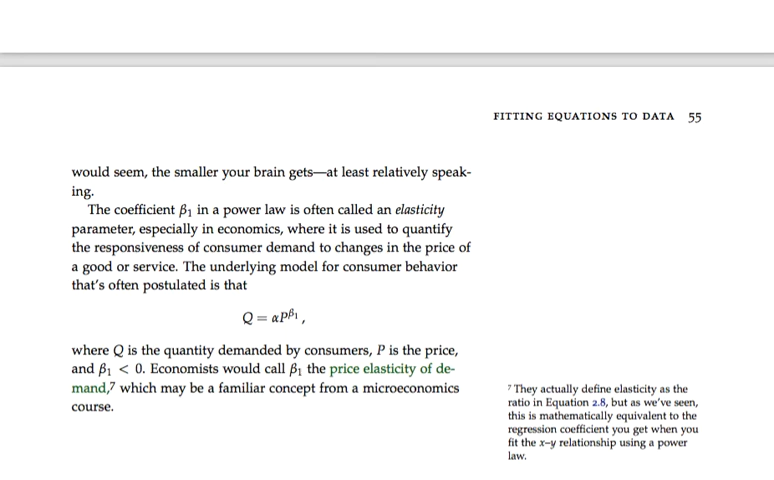 FITTING EQUATIONS TO DATA 55
would seem, the smaller your brain gets—at least relatively speak-
ing.
The coefficient β₁ in a power law is often called an elasticity
parameter, especially in economics, where it is used to quantify
the responsiveness of consumer demand to changes in the price of
a good or service. The underlying model for consumer behavior
that's often postulated is that
Q = αP^β₁ ,
where Q is the quantity demanded by consumers, P is the price,
and β₁ < 0. Economists would call β₁ the price elasticity of de-
mand,⁷ which may be a familiar concept from a microeconomics
course.
⁷ They actually define elasticity as the
ratio in Equation 2.8, but as we've seen,
this is mathematically equivalent to the
regression coefficient you get when you
fit the x–y relationship using a power
law.